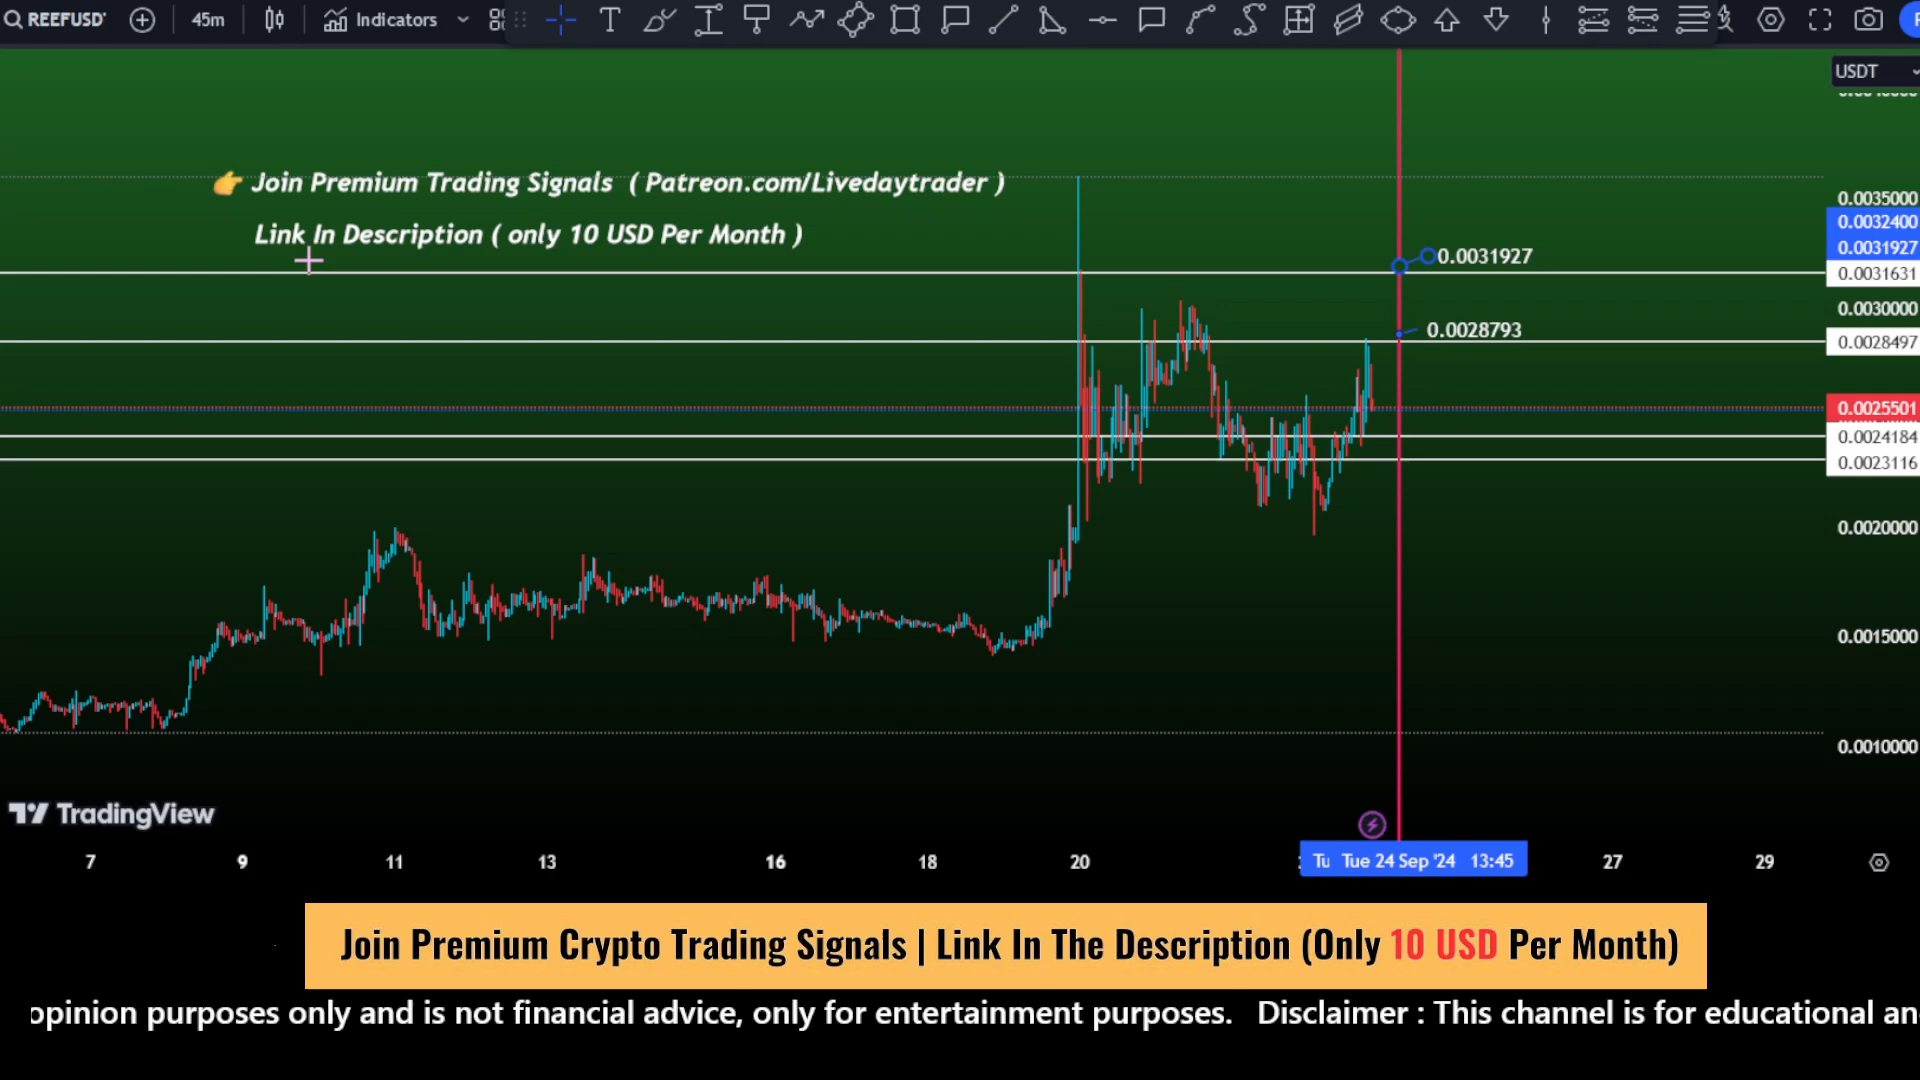 REEFUSD'
45m
Indicators
USDT
👉 Join Premium Trading Signals ( Patreon.com/Livedaytrader )
Link In Description ( only 10 USD Per Month )
0.0031927
0.0028793
0.0035000
0.0032400
0.0031927
0.0031631
0.0030000
0.0028497
0.0025501
0.0024184
0.0023116
0.0020000
0.0015000
0.0010000
TradingView
7 9 11 13 16 18 20 Tu Tue 24 Sep '24 13:45 27 29
Join Premium Crypto Trading Signals | Link In The Description (Only 10 USD Per Month)
opinion purposes only and is not financial advice, only for entertainment purposes. Disclaimer : This channel is for educational an